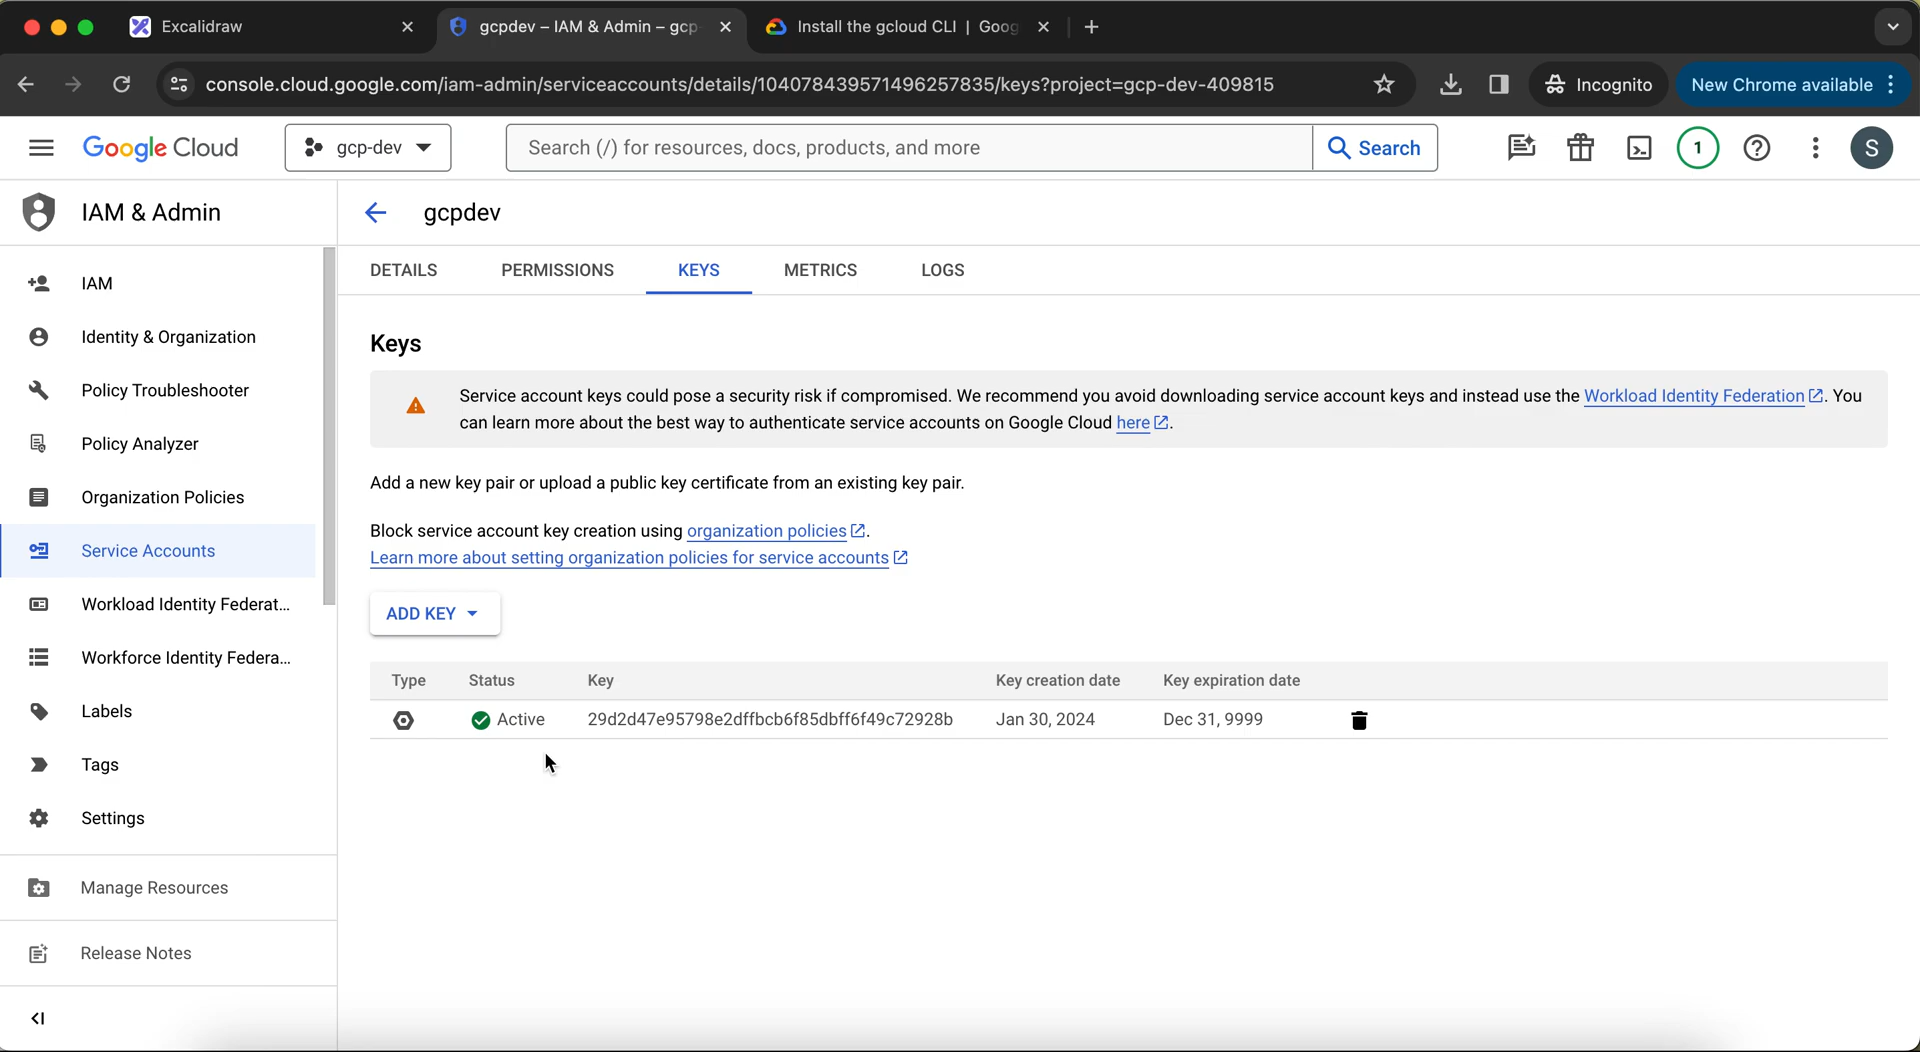 Excalidraw
gcpdev – IAM & Admin – gcp-
Install the gcloud CLI | Goog
console.cloud.google.com/iam-admin/serviceaccounts/details/104078439571496257835/keys?project=gcp-dev-409815
Incognito
New Chrome available
Google Cloud
gcp-dev
Search (/) for resources, docs, products, and more
Search
1
S
IAM & Admin
gcpdev
DETAILS
PERMISSIONS
KEYS
METRICS
LOGS
IAM
Identity & Organization
Policy Troubleshooter
Policy Analyzer
Organization Policies
Service Accounts
Workload Identity Federat...
Workforce Identity Federa...
Labels
Tags
Settings
Manage Resources
Release Notes
Keys
Service account keys could pose a security risk if compromised. We recommend you avoid downloading service account keys and instead use the Workload Identity Federation. You
can learn more about the best way to authenticate service accounts on Google Cloud here.
Add a new key pair or upload a public key certificate from an existing key pair.
Block service account key creation using organization policies.
Learn more about setting organization policies for service accounts
ADD KEY
Type Status Key Key creation date Key expiration date
Active 29d2d47e95798e2dffbcb6f85dbff6f49c72928b Jan 30, 2024 Dec 31, 9999